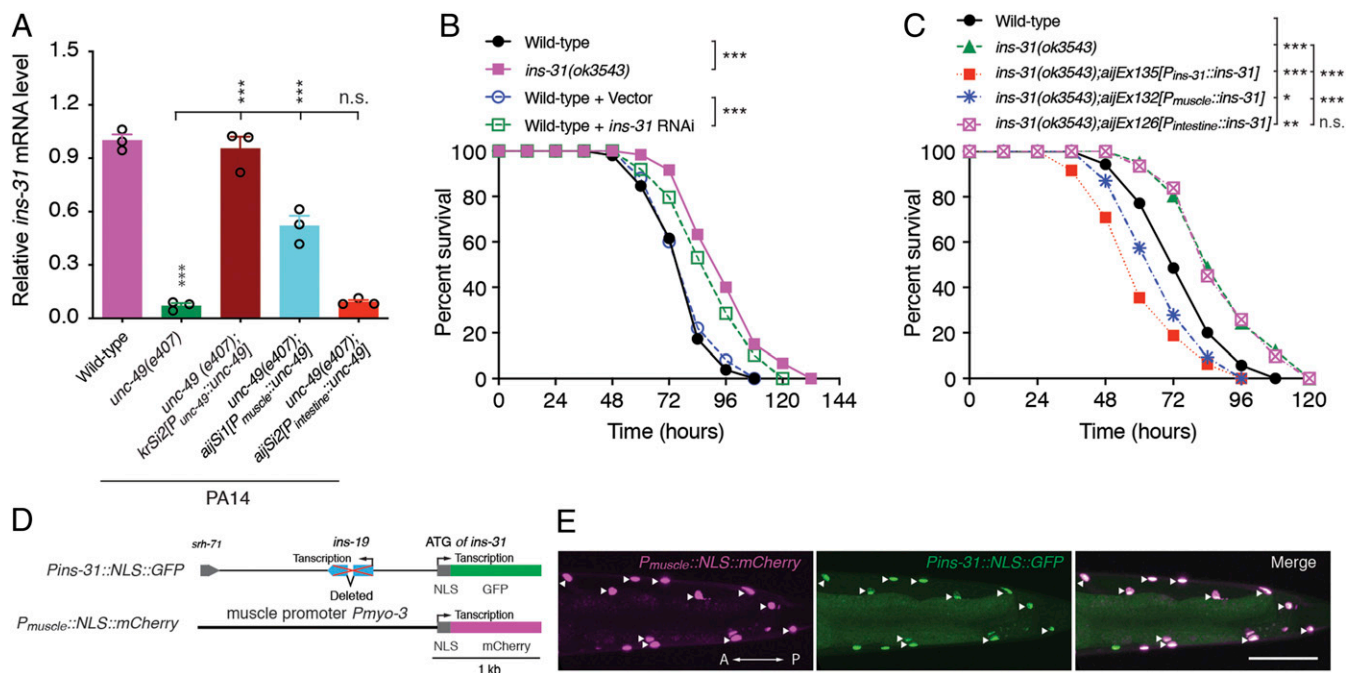 A
Relative ins-31 mRNA level
1.5
1.2
0.9
0.6
0.3
0.0
***
***
***
n.s.
Wild-type
unc-49(e407)
unc-49 (e407);
krSi2[Punc-49::unc-49]
unc-49(e407);
aijSi1[Pmuscle::unc-49]
unc-49(e407);
aijSi2[Pintestine::unc-49]
PA14
B
Wild-type
ins-31(ok3543)
***
Wild-type + Vector
Wild-type + ins-31 RNAi
***
Percent survival
100
80
60
40
20
0
0 24 48 72 96 120 144
Time (hours)
C
Wild-type
ins-31(ok3543)
***
ins-31(ok3543);aijEx135[Pins-31::ins-31]
*** ***
ins-31(ok3543);aijEx132[Pmuscle::ins-31]
* ***
ins-31(ok3543);aijEx126[Pintestine::ins-31]
** n.s.
Percent survival
100
80
60
40
20
0
0 24 48 72 96 120
Time (hours)
D
srh-71
ins-19
ATG of ins-31
Tanscription
Transcription
Pins-31::NLS::GFP
Deleted
NLS GFP
muscle promoter Pmyo-3
Transcription
Pmuscle::NLS::mCherry
NLS mCherry
1 kb
E
Pmuscle::NLS::mCherry
Pins-31::NLS::GFP
Merge
A P